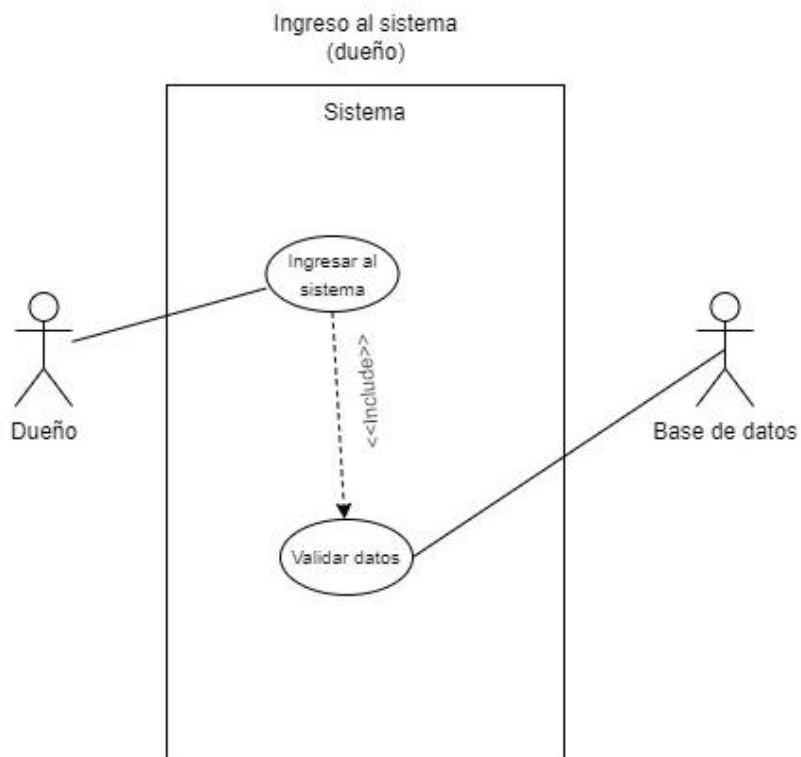 Ingreso al sistema
(dueño)
Sistema
Ingresar al
sistema
<<Include>>
Dueño
Base de datos
Validar datos